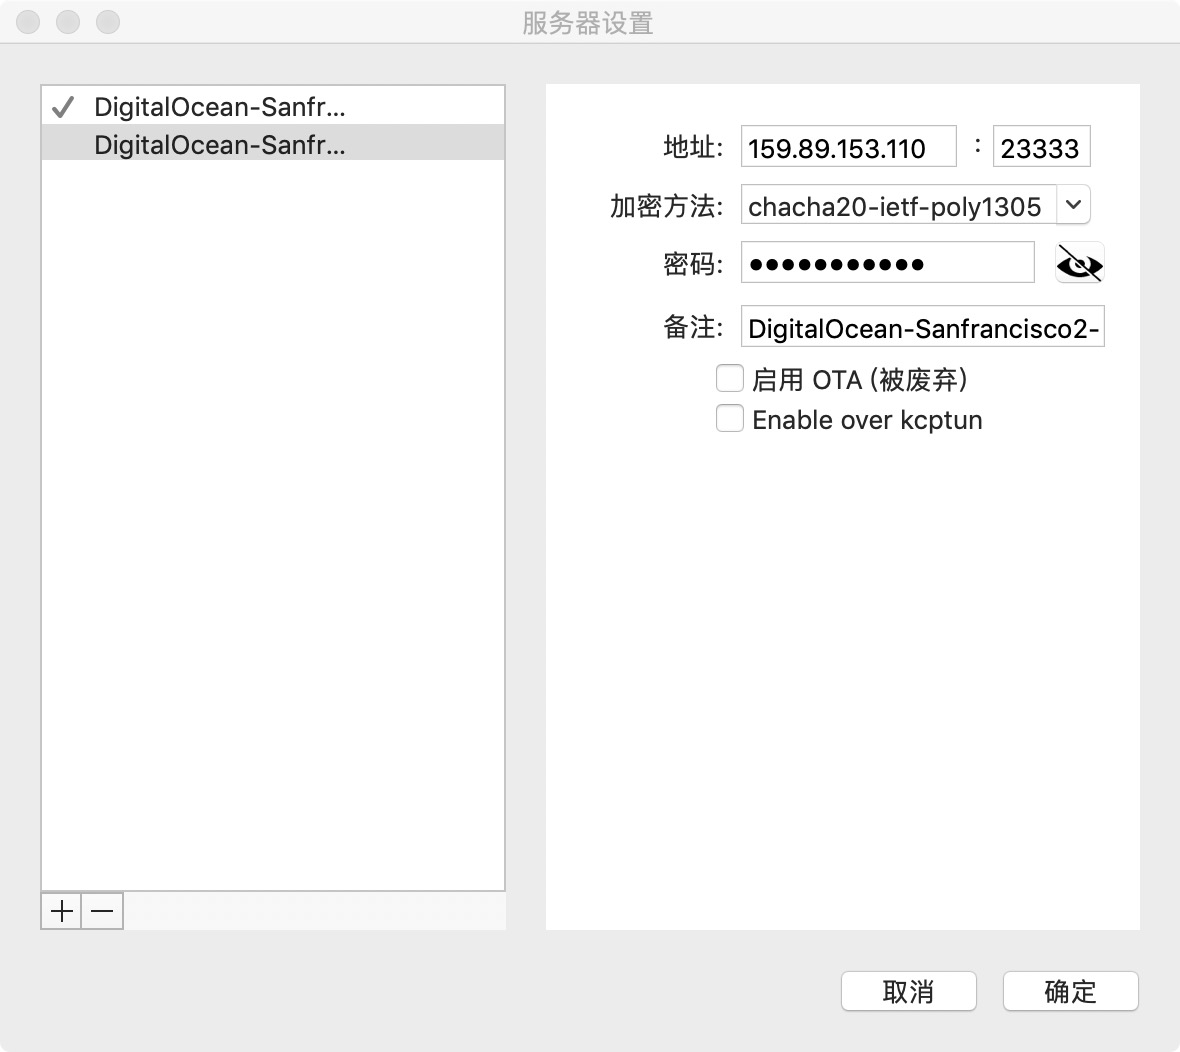 服务器设置
DigitalOcean-Sanfr...
DigitalOcean-Sanfr...
地址: 159.89.153.110 : 23333
加密方法: chacha20-ietf-poly1305
密码: ●●●●●●●●●●●
备注: DigitalOcean-Sanfrancisco2-
启用 OTA (被废弃)
Enable over kcptun
取消 确定